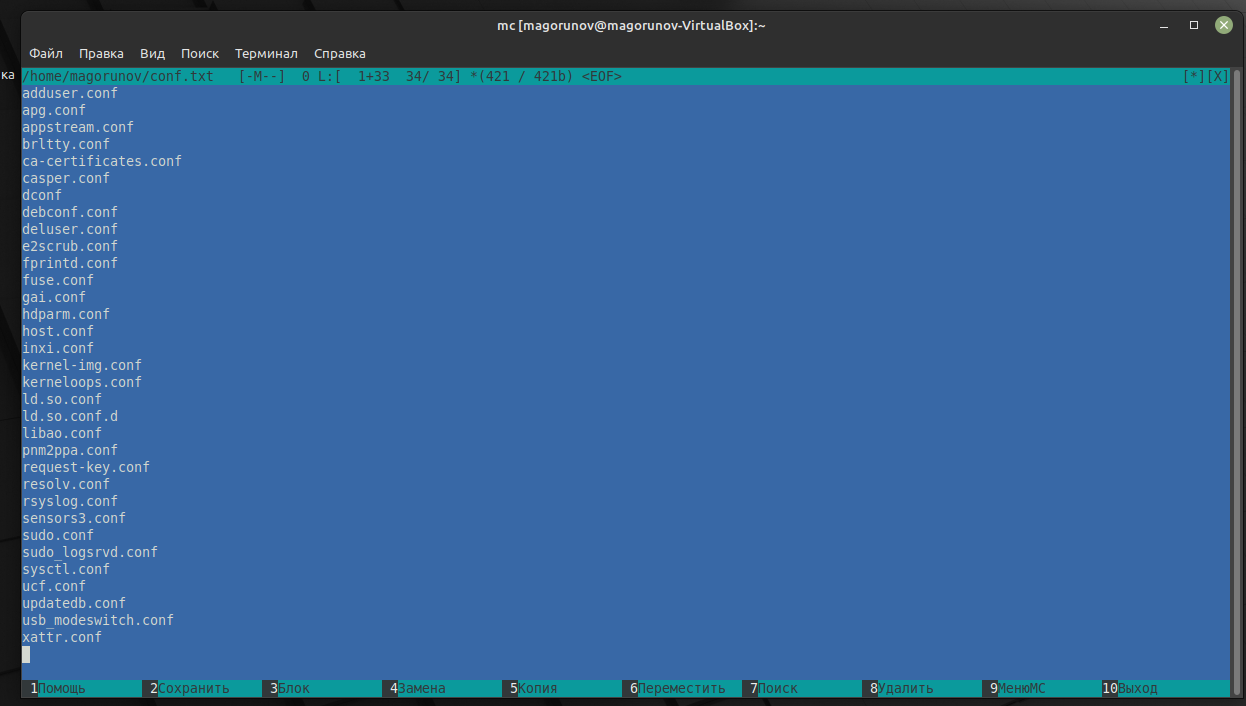 mc [magorunov@magorunov-VirtualBox]:~
Файл Правка Вид Поиск Терминал Справка
ка
/home/magorunov/conf.txt [-M--] 0 L:[ 1+33 34/ 34] *(421 / 421b) <EOF> [*][X]
adduser.conf
apg.conf
appstream.conf
brltty.conf
ca-certificates.conf
casper.conf
dconf
debconf.conf
deluser.conf
e2scrub.conf
fprintd.conf
fuse.conf
gai.conf
hdparm.conf
host.conf
inxi.conf
kernel-img.conf
kerneloops.conf
ld.so.conf
ld.so.conf.d
libao.conf
pnm2ppa.conf
request-key.conf
resolv.conf
rsyslog.conf
sensors3.conf
sudo.conf
sudo_logsrvd.conf
sysctl.conf
ucf.conf
updatedb.conf
usb_modeswitch.conf
xattr.conf
1Помощь 2Сохранить 3Блок 4Замена 5Копия 6Переместить 7Поиск 8Удалить 9МенюMC 10Выход